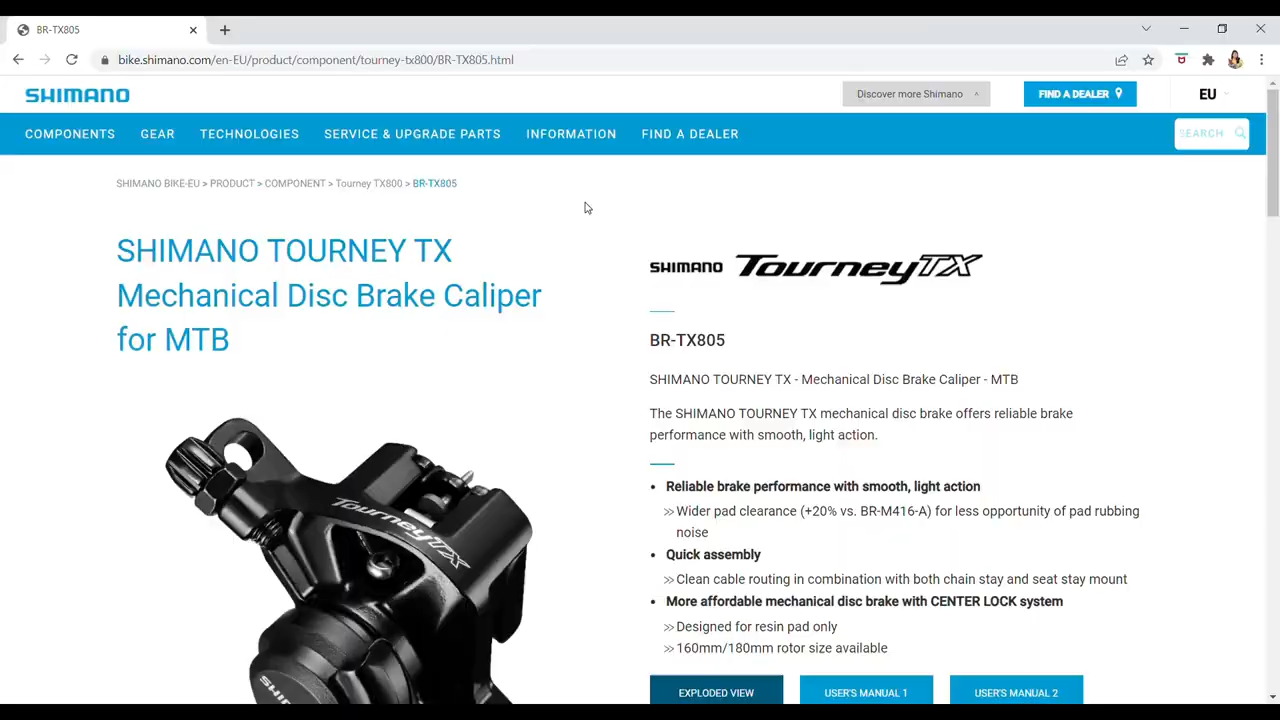 BR-TX805
bike.shimano.com/en-EU/product/component/tourney-tx800/BR-TX805.html
SHIMANO
Discover more Shimano
FIND A DEALER
EU
COMPONENTS
GEAR
TECHNOLOGIES
SERVICE & UPGRADE PARTS
INFORMATION
FIND A DEALER
SEARCH
SHIMANO BIKE-EU > PRODUCT > COMPONENT > Tourney TX800 > BR-TX805
SHIMANO TOURNEY TX
Mechanical Disc Brake Caliper
for MTB
SHIMANO TourneyTX
BR-TX805
SHIMANO TOURNEY TX - Mechanical Disc Brake Caliper - MTB
The SHIMANO TOURNEY TX mechanical disc brake offers reliable brake
performance with smooth, light action.
• Reliable brake performance with smooth, light action
>> Wider pad clearance (+20% vs. BR-M416-A) for less opportunity of pad rubbing
noise
• Quick assembly
>> Clean cable routing in combination with both chain stay and seat stay mount
• More affordable mechanical disc brake with CENTER LOCK system
>> Designed for resin pad only
>> 160mm/180mm rotor size available
EXPLODED VIEW
USER'S MANUAL 1
USER'S MANUAL 2
TourneyTX